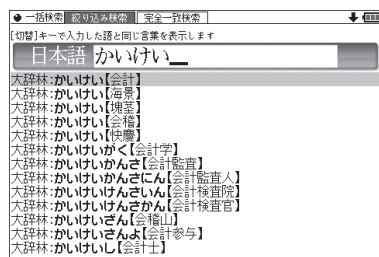 ● 一括検索 絞り込み検索 完全一致検索
[切替]キーで入力した語と同じ言葉を表示します
日本語 かいけい__
大辞林:かいけい【会計】
大辞林:かいけい【海景】
大辞林:かいけい【塊茎】
大辞林:かいけい【会稽】
大辞林:かいけい【快慶】
大辞林:かいけいがく【会計学】
大辞林:かいけいかんさ【会計監査】
大辞林:かいけいかんさにん【会計監査人】
大辞林:かいけいけんさいん【会計検査院】
大辞林:かいけいけんさかん【会計検査官】
大辞林:かいけいざん【会稽山】
大辞林:かいけいさんよ【会計参与】
大辞林:かいけいし【会計士】